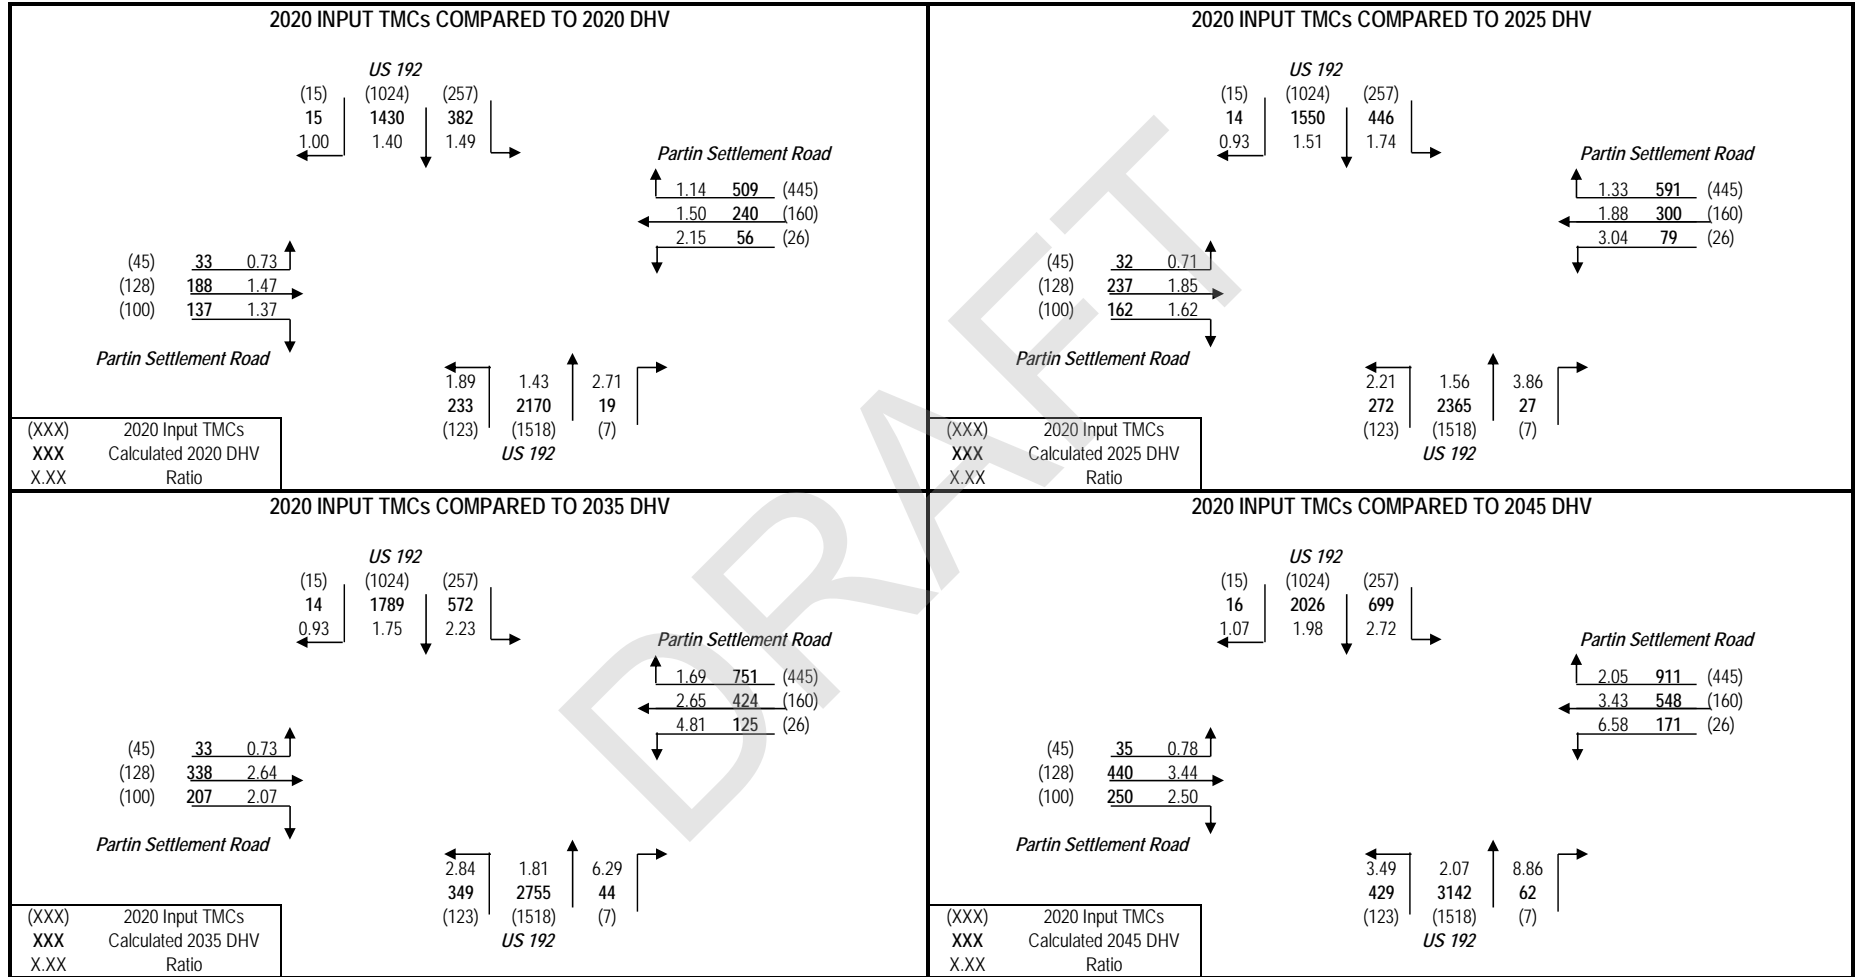 2020 INPUT TMCs COMPARED TO 2020 DHV
US 192
(15) (1024) (257)
15 1430 382
1.00 1.40 1.49
Partin Settlement Road
1.14 509 (445)
1.50 240 (160)
2.15 56 (26)
(45) 33 0.73
(128) 188 1.47
(100) 137 1.37
Partin Settlement Road
1.89 1.43 2.71
233 2170 19
(123) (1518) (7)
US 192
(XXX) 2020 Input TMCs
XXX Calculated 2020 DHV
X.XX Ratio
2020 INPUT TMCs COMPARED TO 2025 DHV
US 192
(15) (1024) (257)
14 1550 446
0.93 1.51 1.74
Partin Settlement Road
1.33 591 (445)
1.88 300 (160)
3.04 79 (26)
(45) 32 0.71
(128) 237 1.85
(100) 162 1.62
Partin Settlement Road
2.21 1.56 3.86
272 2365 27
(123) (1518) (7)
US 192
(XXX) 2020 Input TMCs
XXX Calculated 2025 DHV
X.XX Ratio
2020 INPUT TMCs COMPARED TO 2035 DHV
US 192
(15) (1024) (257)
14 1789 572
0.93 1.75 2.23
Partin Settlement Road
1.69 751 (445)
2.65 424 (160)
4.81 125 (26)
(45) 33 0.73
(128) 338 2.64
(100) 207 2.07
Partin Settlement Road
2.84 1.81 6.29
349 2755 44
(123) (1518) (7)
US 192
(XXX) 2020 Input TMCs
XXX Calculated 2035 DHV
X.XX Ratio
2020 INPUT TMCs COMPARED TO 2045 DHV
US 192
(15) (1024) (257)
16 2026 699
1.07 1.98 2.72
Partin Settlement Road
2.05 911 (445)
3.43 548 (160)
6.58 171 (26)
(45) 35 0.78
(128) 440 3.44
(100) 250 2.50
Partin Settlement Road
3.49 2.07 8.86
429 3142 62
(123) (1518) (7)
US 192
(XXX) 2020 Input TMCs
XXX Calculated 2045 DHV
X.XX Ratio
DRAFT